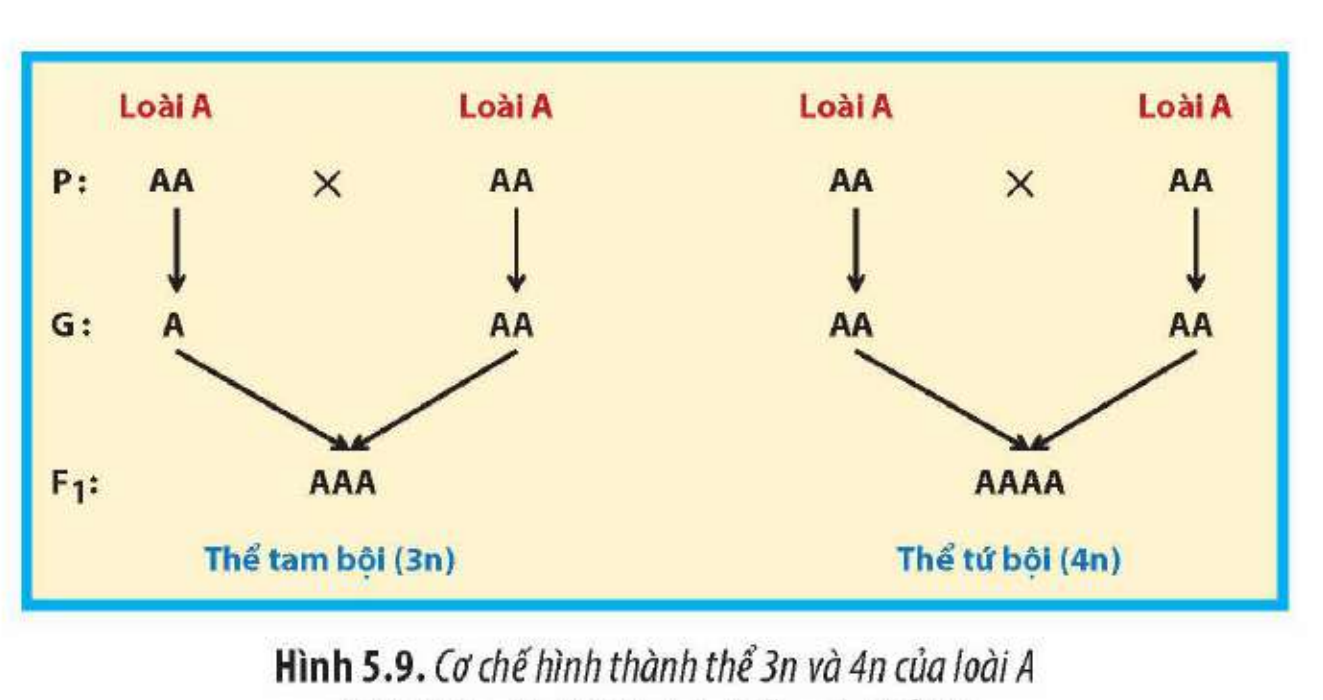 Loài A Loài A Loài A Loài A
P: AA × AA AA × AA
G: A AA AA AA
F1: AAA AAAA
Thể tam bội (3n) Thể tứ bội (4n)
Hình 5.9. Cơ chế hình thành thể 3n và 4n của loài A